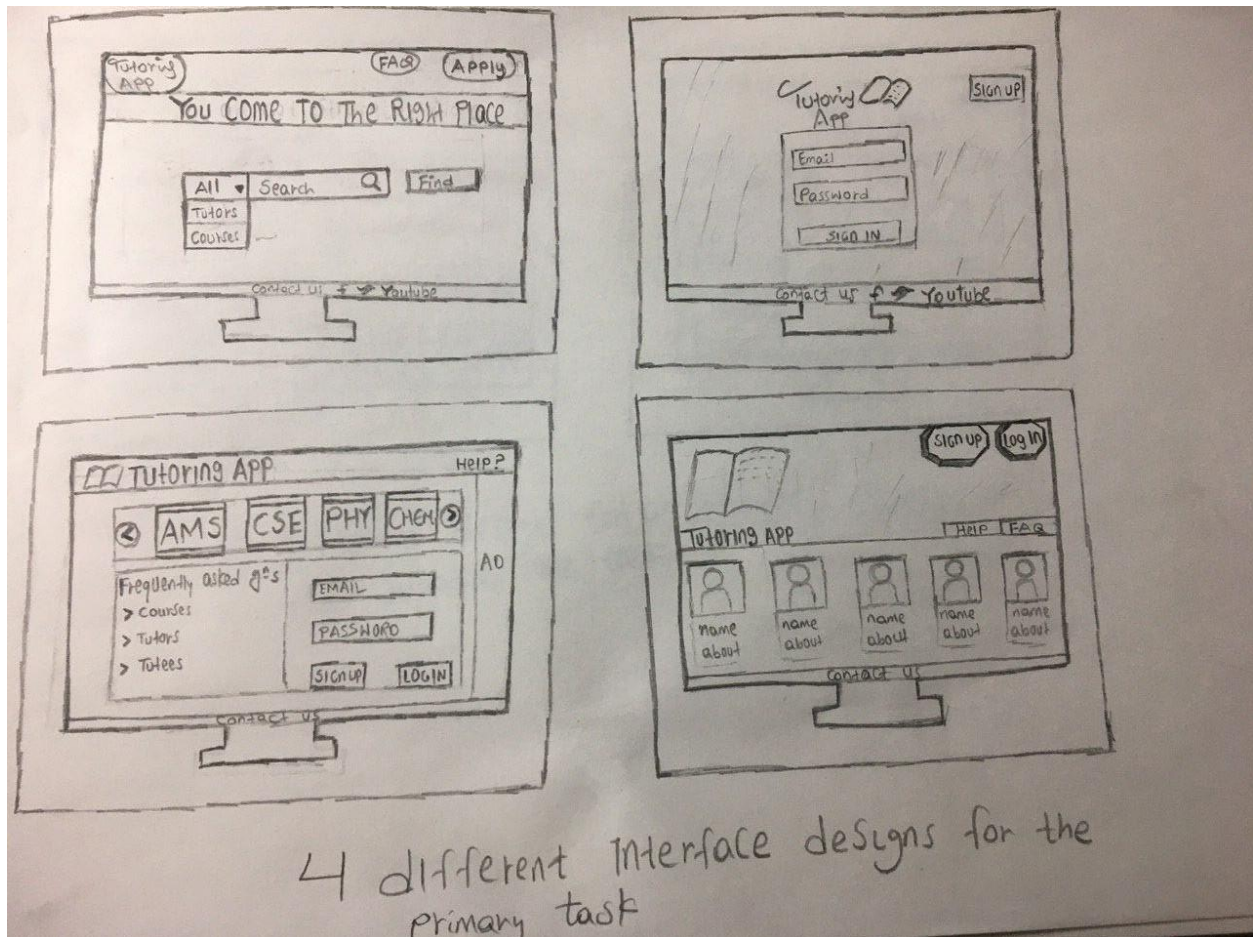 Tutoring
APP
FAQ
Apply
You Come To The Right Place
All
Search
Find
Tutors
Courses
Contact us f Youtube
Tutoring
App
Sign up
Email
Password
SIGN IN
Contact us f Youtube
Tutoring App
Help?
AMS
CSE
PHY
CHEM
AD
Frequently asked q=s
> Courses
> Tutors
> Tutees
EMAIL
PASSWORD
SIGN UP
LOGIN
Contact us
Sign up
Log In
Tutoring App
Help
FAQ
name
about
name
about
name
about
name
about
name
about
Contact us
4 different Interface designs for the
primary task